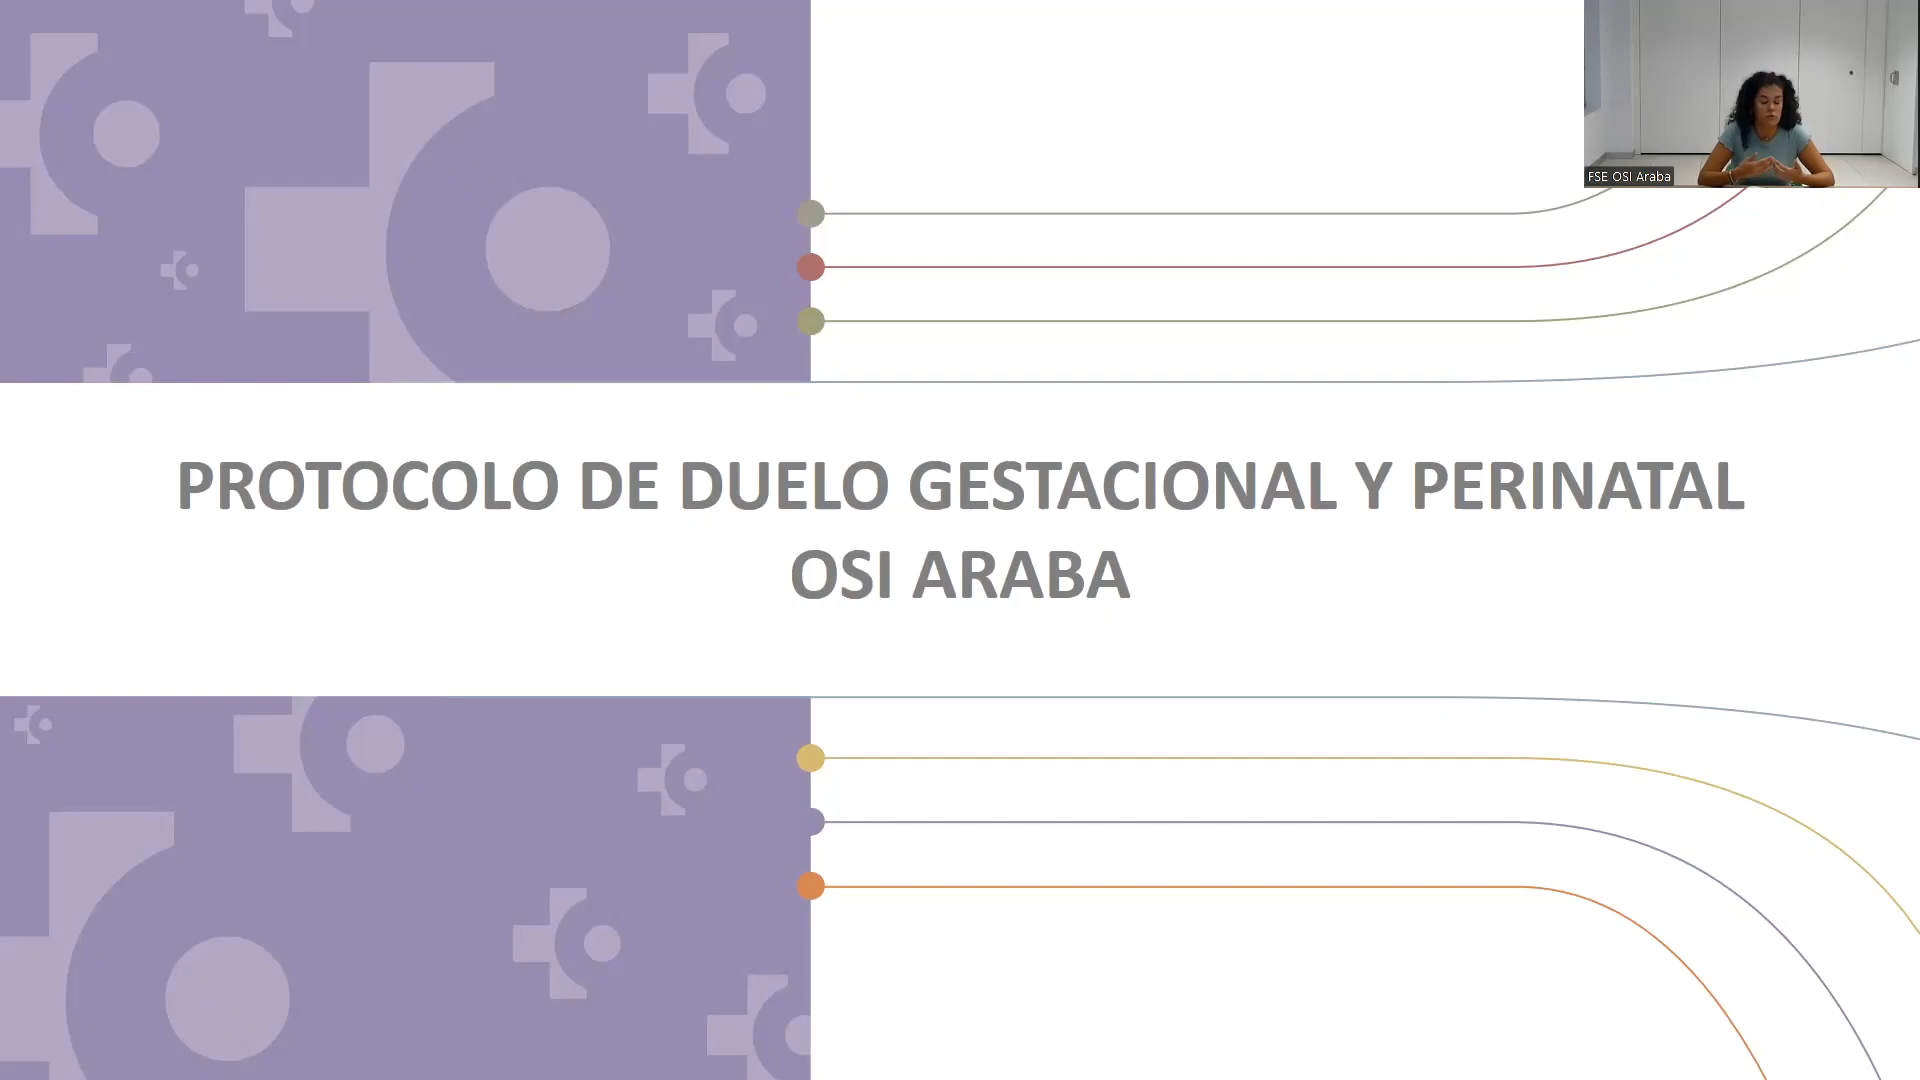 FSE OSI Araba
PROTOCOLO DE DUELO GESTACIONAL Y PERINATAL
OSI ARABA